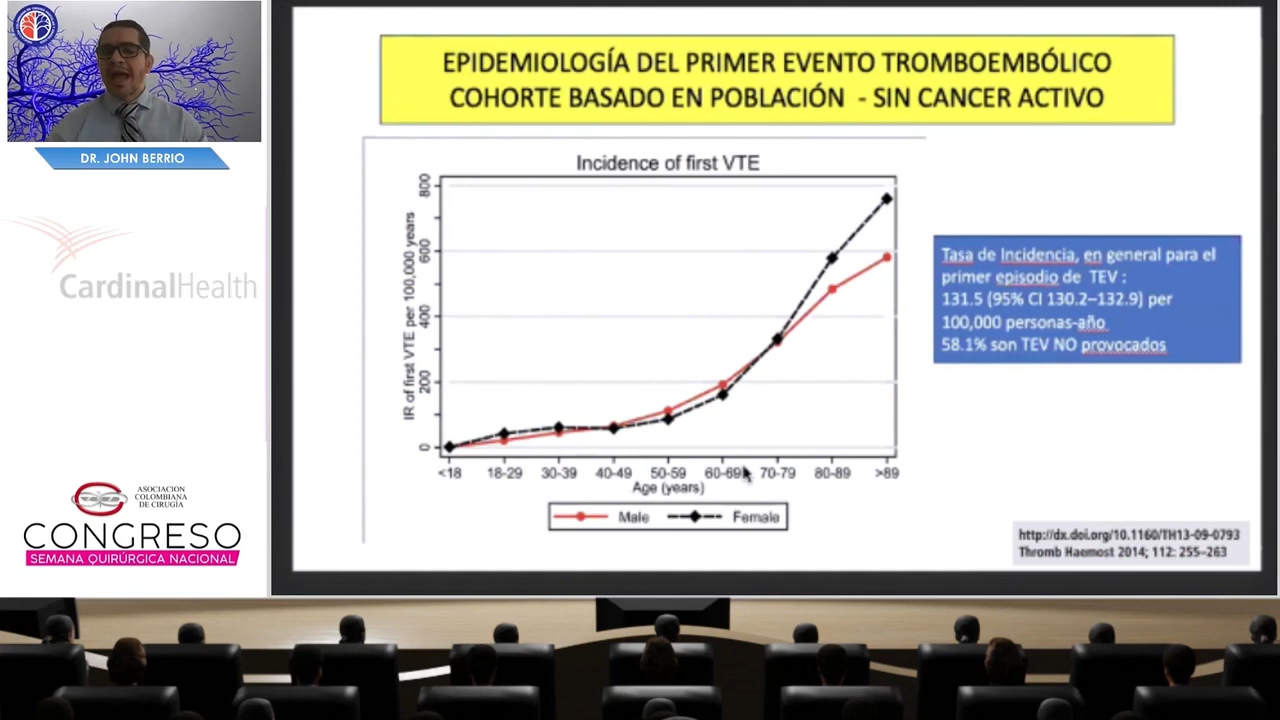 DR. JOHN BERRIO
CardinalHealth
ASOCIACION
COLOMBIANA
DE CIRUGÍA
CONGRESO
SEMANA QUIRÚRGICA NACIONAL
EPIDEMIOLOGÍA DEL PRIMER EVENTO TROMBOEMBÓLICO
COHORTE BASADO EN POBLACIÓN - SIN CANCER ACTIVO
Incidence of first VTE
IR of first VTE per 100,000 years
800
600
400
200
0
<18 18-29 30-39 40-49 50-59 60-69 70-79 80-89 >89
Age (years)
Male Female
Tasa de Incidencia, en general para el
primer episodio de TEV :
131.5 (95% CI 130.2–132.9) per
100,000 personas-año
58.1% son TEV NO provocados
http://dx.doi.org/10.1160/TH13-09-0793
Thromb Haemost 2014; 112: 255–263